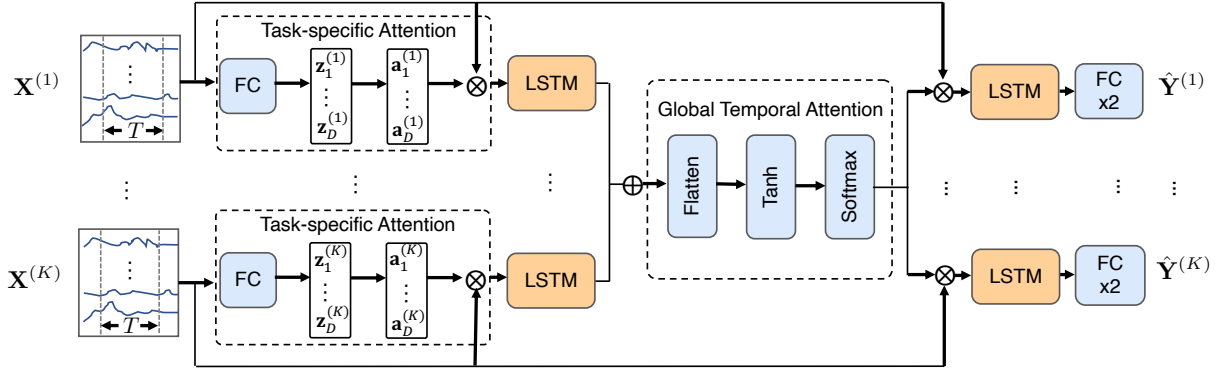 Task-specific Attention
X^(1)
T
FC
z_1^(1)
⋮
z_D^(1)
a_1^(1)
⋮
a_D^(1)
⊗
LSTM
Global Temporal Attention
⊕
Flatten
Tanh
Softmax
⊗
LSTM
FC
x2
Ŷ^(1)
Task-specific Attention
X^(K)
T
FC
z_1^(K)
⋮
z_D^(K)
a_1^(K)
⋮
a_D^(K)
⊗
LSTM
⊗
LSTM
FC
x2
Ŷ^(K)